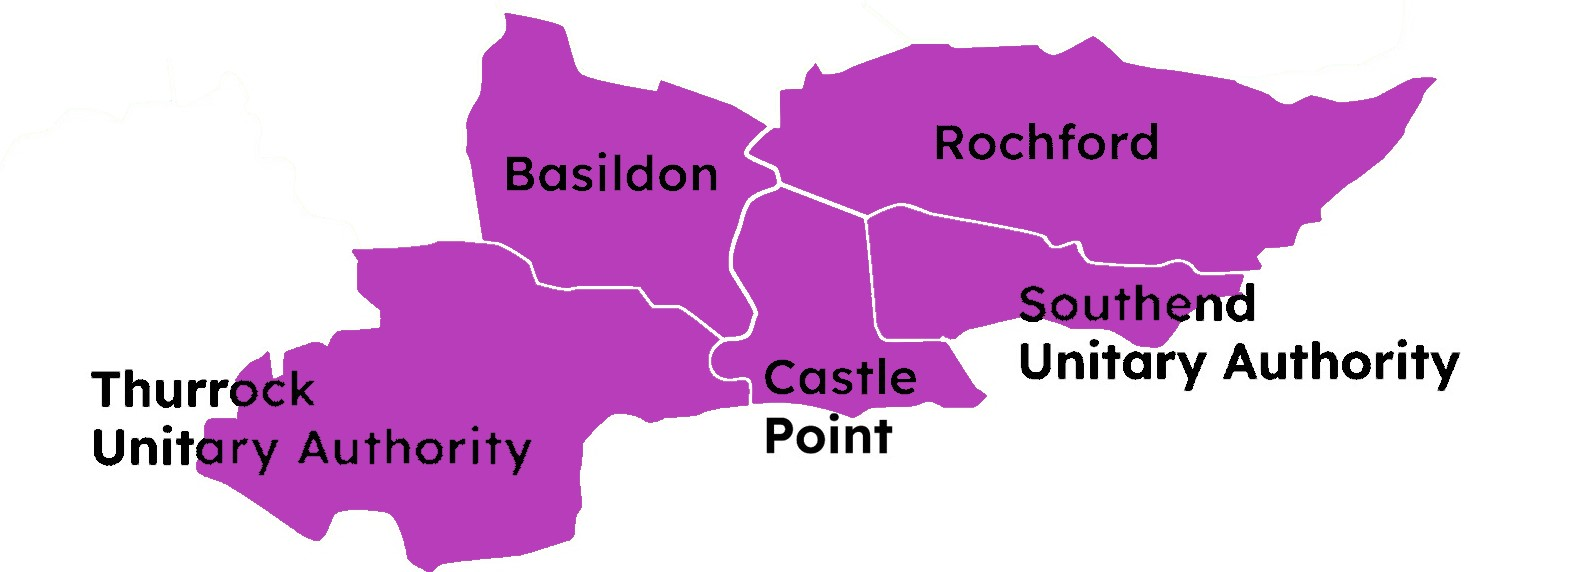 Basildon
Rochford
Southend
Unitary Authority
Thurrock
Unitary Authority
Castle
Point